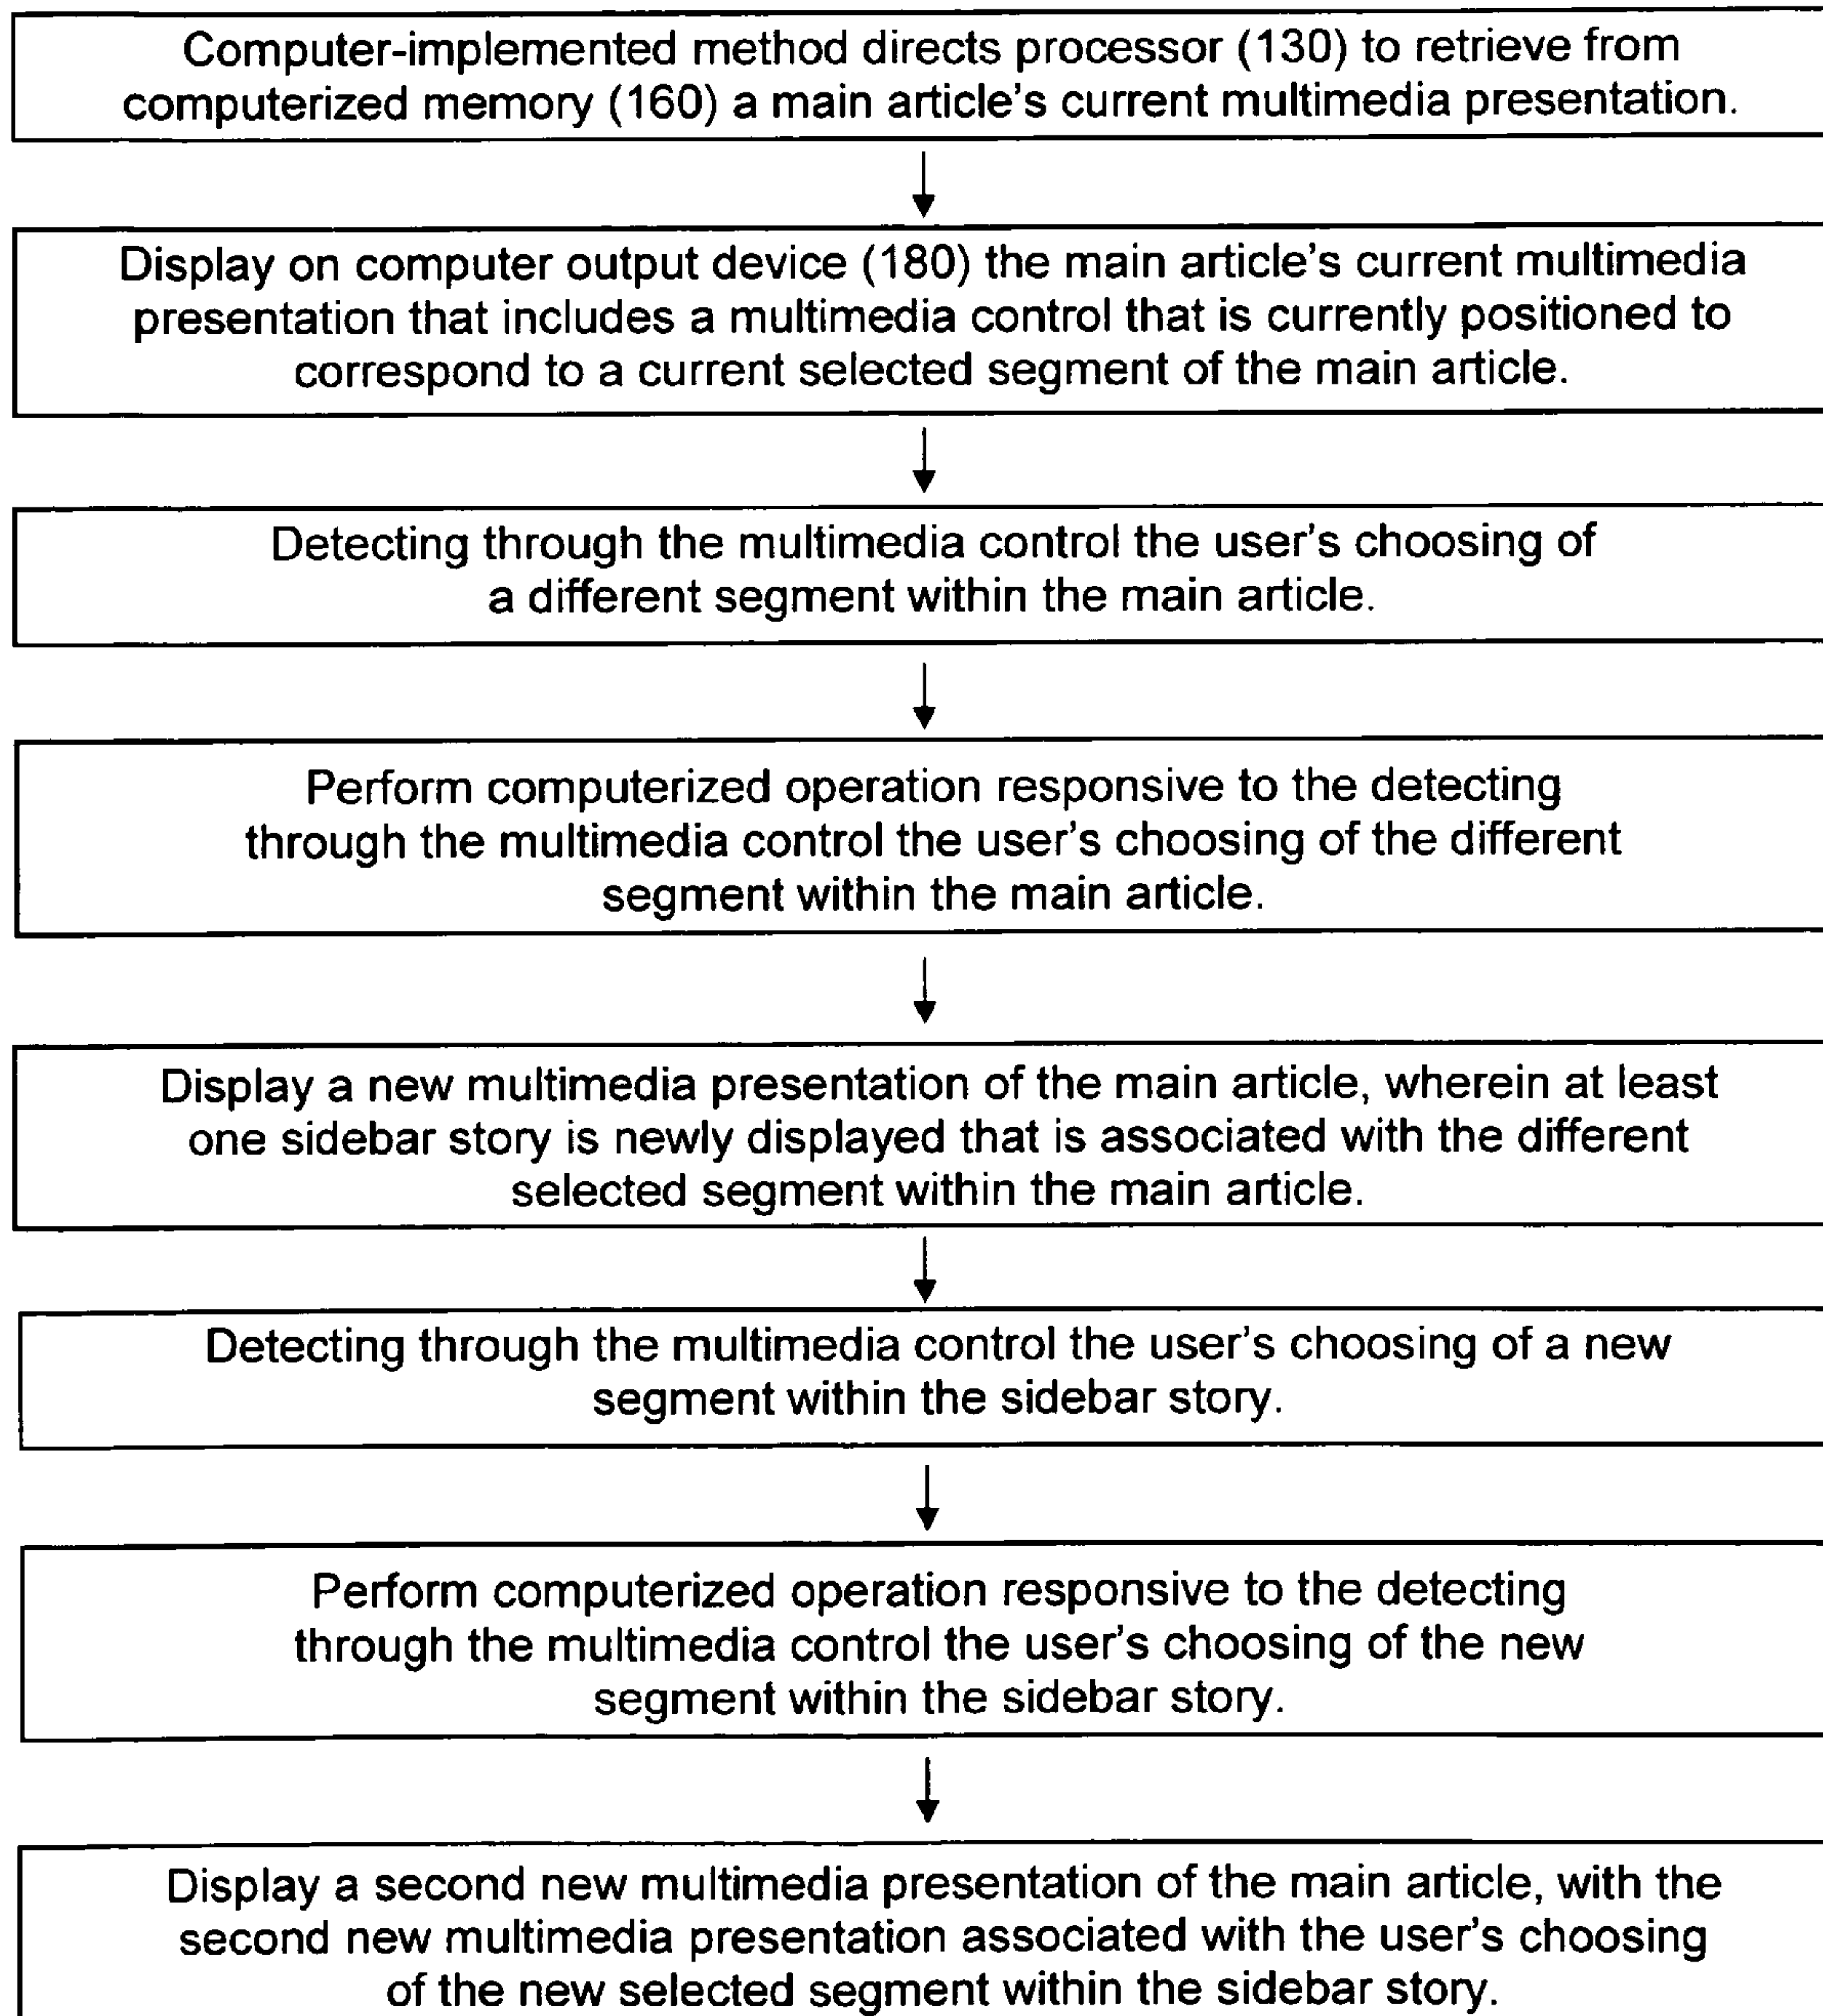 Computer-implemented method directs processor (130) to retrieve from
computerized memory (160) a main article's current multimedia presentation.
Display on computer output device (180) the main article's current multimedia
presentation that includes a multimedia control that is currently positioned to
correspond to a current selected segment of the main article.
Detecting through the multimedia control the user's choosing of
a different segment within the main article.
Perform computerized operation responsive to the detecting
through the multimedia control the user's choosing of the different
segment within the main article.
Display a new multimedia presentation of the main article, wherein at least
one sidebar story is newly displayed that is associated with the different
selected segment within the main article.
Detecting through the multimedia control the user's choosing of a new
segment within the sidebar story.
Perform computerized operation responsive to the detecting
through the multimedia control the user's choosing of the new
segment within the sidebar story.
Display a second new multimedia presentation of the main article, with the
second new multimedia presentation associated with the user's choosing
of the new selected segment within the sidebar story.